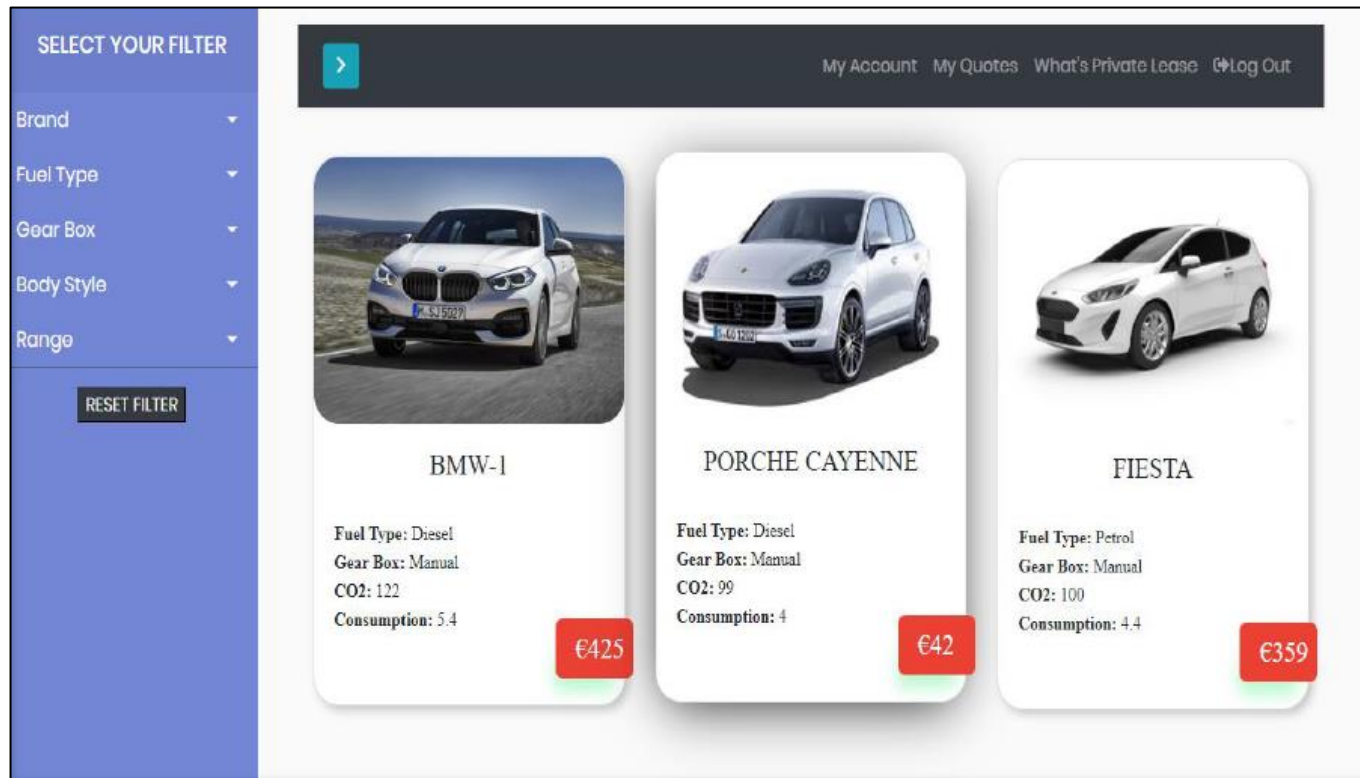 SELECT YOUR FILTER
Brand
Fuel Type
Gear Box
Body Style
Range
RESET FILTER
My Account My Quotes What's Private Lease Log Out
BMW-1
Fuel Type: Diesel
Gear Box: Manual
CO2: 122
Consumption: 5.4
€425
PORCHE CAYENNE
Fuel Type: Diesel
Gear Box: Manual
CO2: 99
Consumption: 4
€42
FIESTA
Fuel Type: Petrol
Gear Box: Manual
CO2: 100
Consumption: 4.4
€359